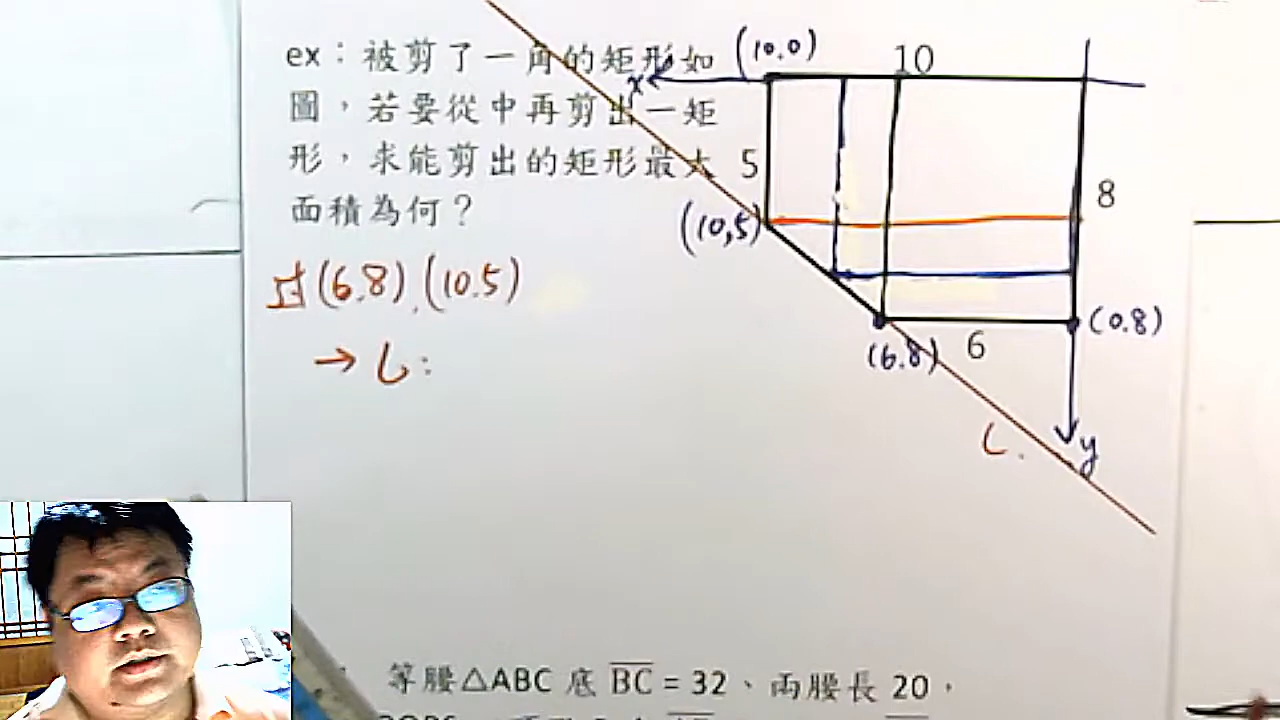 ex：被剪了一角的矩形如
圖，若要從中再剪出一矩
形，求能剪出的矩形最大
面積為何？
过(6.8).(10.5)
→ L:
(10.0)
10
x
5
8
(10,5)
(0.8)
(6.8)
6
L.
y
等腰△ABC 底 BC = 32、兩腰長 20，